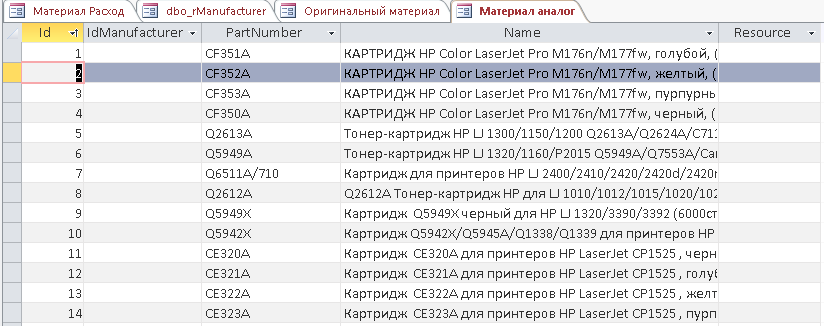 Материал Расход dbo_rManufacturer Оригинальный материал Материал аналог
Id IdManufacturer PartNumber Name Resource
1 CF351A КАРТРИДЖ HP Color LaserJet Pro M176n/M177fw, голубой, (
2 CF352A КАРТРИДЖ HP Color LaserJet Pro M176n/M177fw, желтый, (
3 CF353A КАРТРИДЖ HP Color LaserJet Pro M176n/M177fw, пурпурнь
4 CF350A КАРТРИДЖ HP Color LaserJet Pro M176n/M177fw, черный, (
5 Q2613A Тонер-картридж HP LJ 1300/1150/1200 Q2613A/Q2624A/C71
6 Q5949A Тонер-картридж HP LJ 1320/1160/P2015 Q5949A/Q7553A/Car
7 Q6511A/710 Картридж для принтеров HP LJ 2400/2410/2420/2420d/2420r
8 Q2612A Q2612A Тонер-картридж HP для LJ 1010/1012/1015/1020/102
9 Q5949X Картридж Q5949X черный для HP LJ 1320/3390/3392 (6000ст
10 Q5942X Картридж Q5942X/Q5945A/Q1338/Q1339 для принтеров HP
11 CE320A Картридж CE320A для принтеров HP LaserJet CP1525 , черн
12 CE321A Картридж CE321A для принтеров HP LaserJet CP1525 , голуб
13 CE322A Картридж CE322A для принтеров HP LaserJet CP1525 , желт
14 CE323A Картридж CE323A для принтеров HP LaserJet CP1525 , пурп